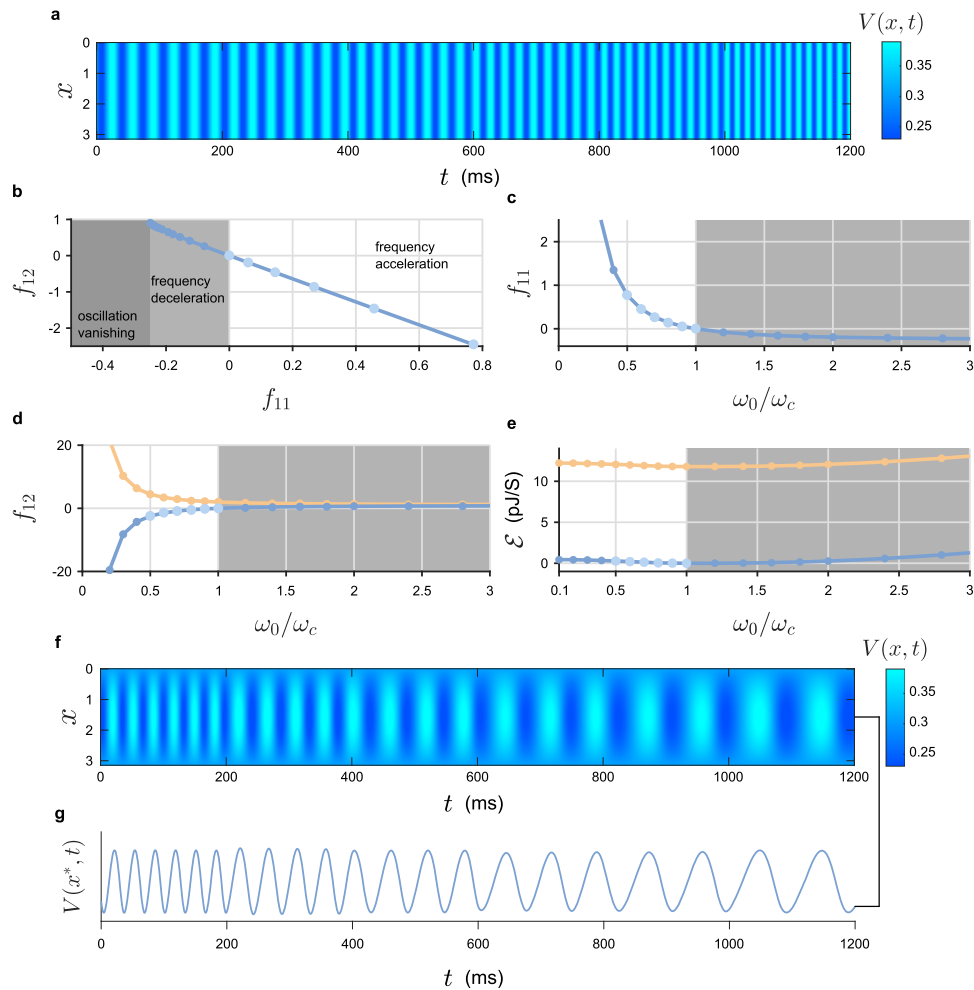 a
V(x, t)
0
1
2
3
x
0.35
0.3
0.25
0 200 400 600 800 1000 1200
t (ms)
b
c
1
0
-1
-2
f₁₂
oscillation
vanishing
frequency
deceleration
frequency
acceleration
-0.4 -0.2 0 0.2 0.4 0.6 0.8
f₁₁
2
1
0
f₁₁
0 0.5 1 1.5 2 2.5 3
ω₀/ω_c
d
e
20
0
-20
f₁₂
0 0.5 1 1.5 2 2.5 3
ω₀/ω_c
10
5
0
ℰ (pJ/S)
0.1 0.5 1 1.5 2 2.5 3
ω₀/ω_c
f
V(x, t)
0
1
2
3
x
0.35
0.3
0.25
0 200 400 600 800 1000 1200
t (ms)
g
V(x*, t)
0 200 400 600 800 1000 1200
t (ms)